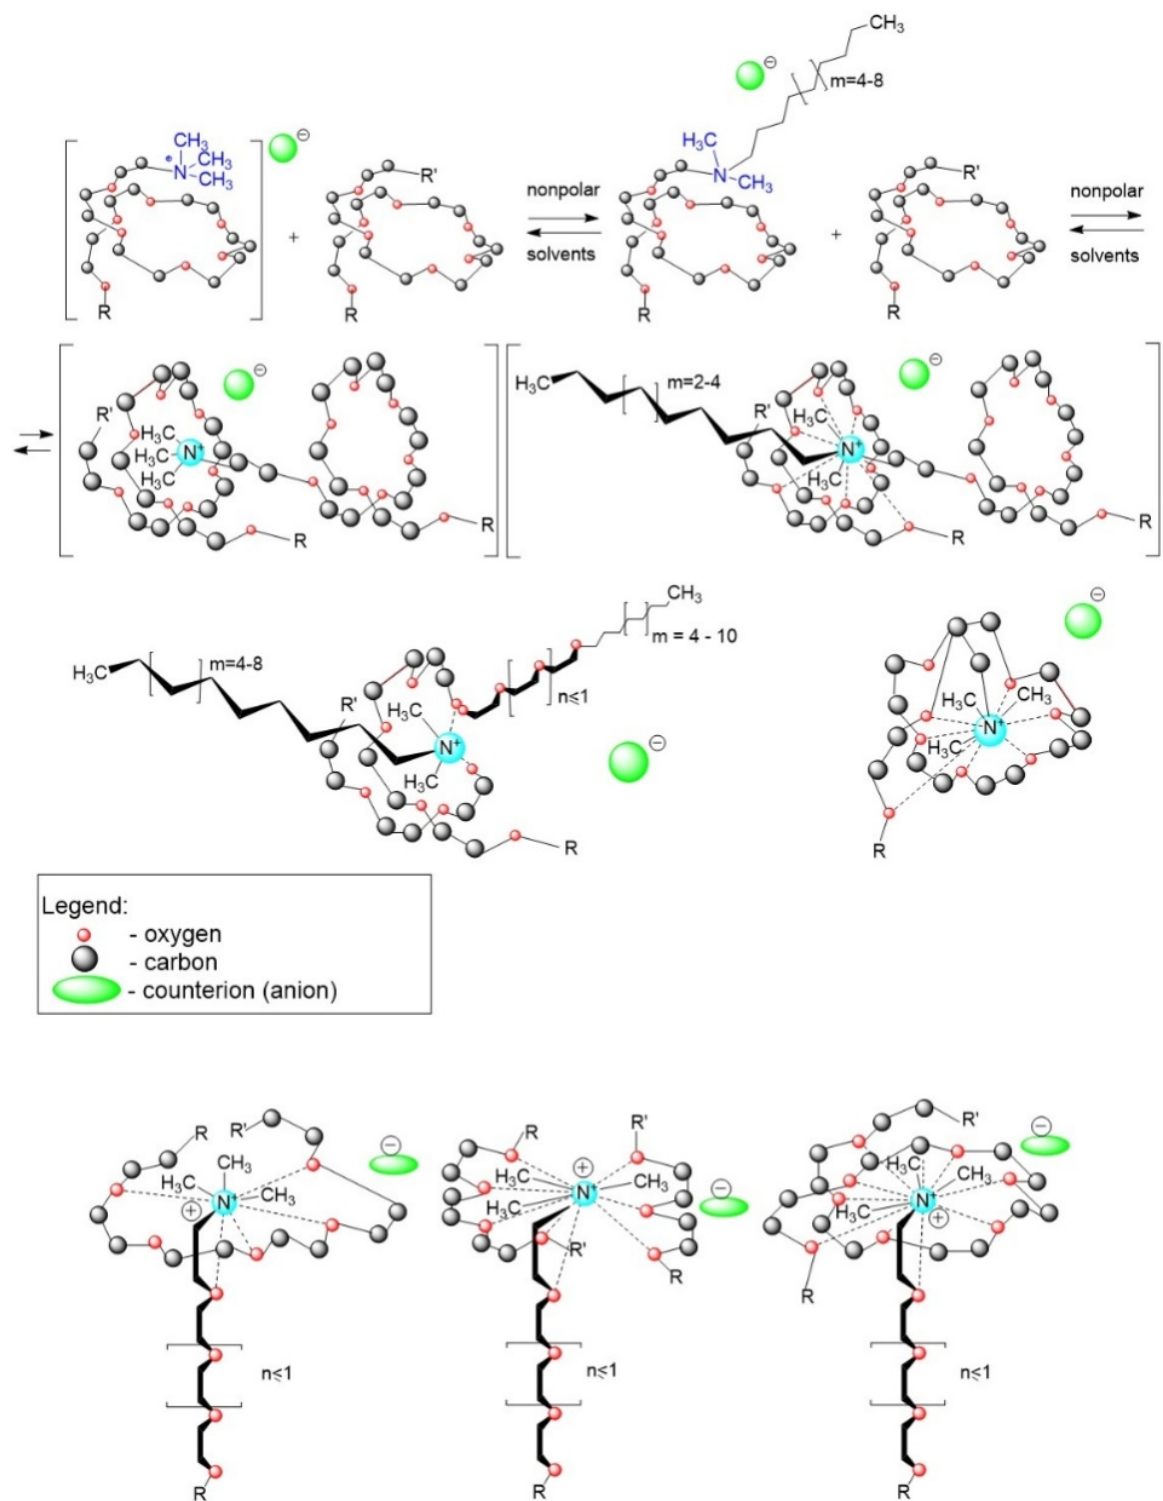 CH₃
⊖
m=4-8
⊖
CH₃
CH₃
⊕
N
CH₃
R
+
R'
R
nonpolar
solvents
H₃C
N
CH₃
R
+
R'
R
nonpolar
solvents
⊖
R'
H₃C
H₃C
N⁺
H₃C
R
R
⊖
H₃C
m=2-4
R'
H₃C
N⁺
H₃C
R
R
CH₃
m = 4 - 10
n≤1
H₃C
m=4-8
R'
H₃C
N⁺
H₃C
⊖
R
⊖
H₃C
CH₃
N⁺
H₃C
R
Legend:
- oxygen
- carbon
- counterion (anion)
R
R'
⊖
CH₃
H₃C
N⁺
CH₃
⊕
n≤1
R
R
R'
⊕
H₃C
N⁺
CH₃
H₃C
⊖
R'
R
n≤1
R
R'
⊖
H₃C
CH₃
N⁺
H₃C
⊕
R
n≤1
R